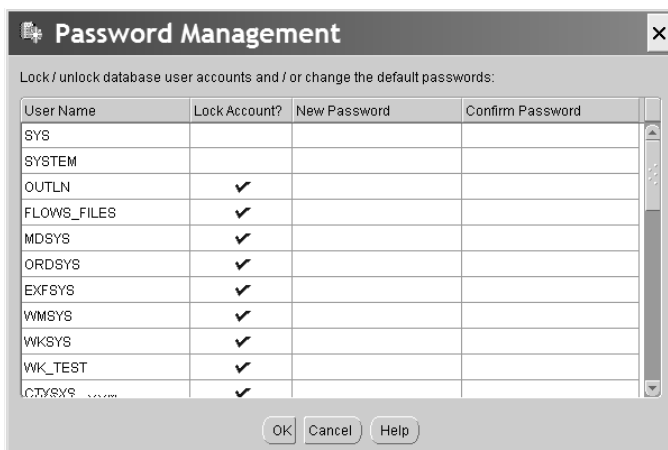 Password Management
Lock / unlock database user accounts and / or change the default passwords:
User Name Lock Account? New Password Confirm Password
SYS
SYSTEM
OUTLN
FLOWS_FILES
MDSYS
ORDSYS
EXFSYS
WMSYS
WKSYS
WK_TEST
CTXSYS
OK Cancel Help